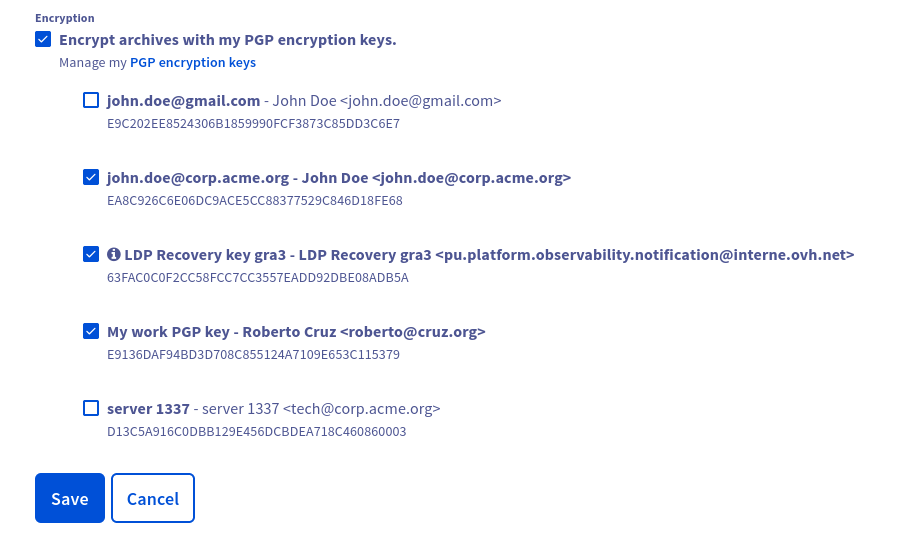 Encryption
Encrypt archives with my PGP encryption keys.
Manage my PGP encryption keys
john.doe@gmail.com - John Doe <john.doe@gmail.com>
E9C202EE8524306B1859990FCF3873C85DD3C6E7
john.doe@corp.acme.org - John Doe <john.doe@corp.acme.org>
EA8C926C6E06DC9ACE5CC88377529C846D18FE68
LDP Recovery key gra3 - LDP Recovery gra3 <pu.platform.observability.notification@interne.ovh.net>
63FAC0C0F2CC58FCC7CC3557EADD92DBE08ADB5A
My work PGP key - Roberto Cruz <roberto@cruz.org>
E9136DAF94BD3D708C855124A7109E653C115379
server 1337 - server 1337 <tech@corp.acme.org>
D13C5A916C0DBB129E456DCBDEA718C460860003
Save Cancel